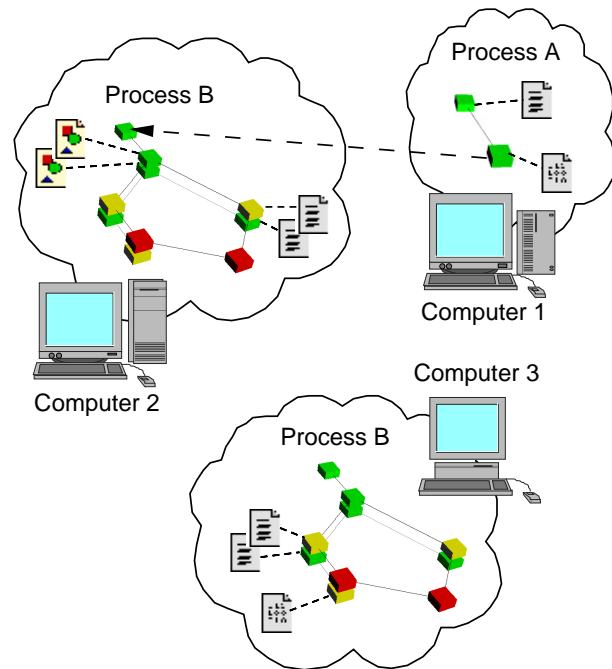 Process A
Process B
Computer 1
Computer 2
Computer 3
Process B